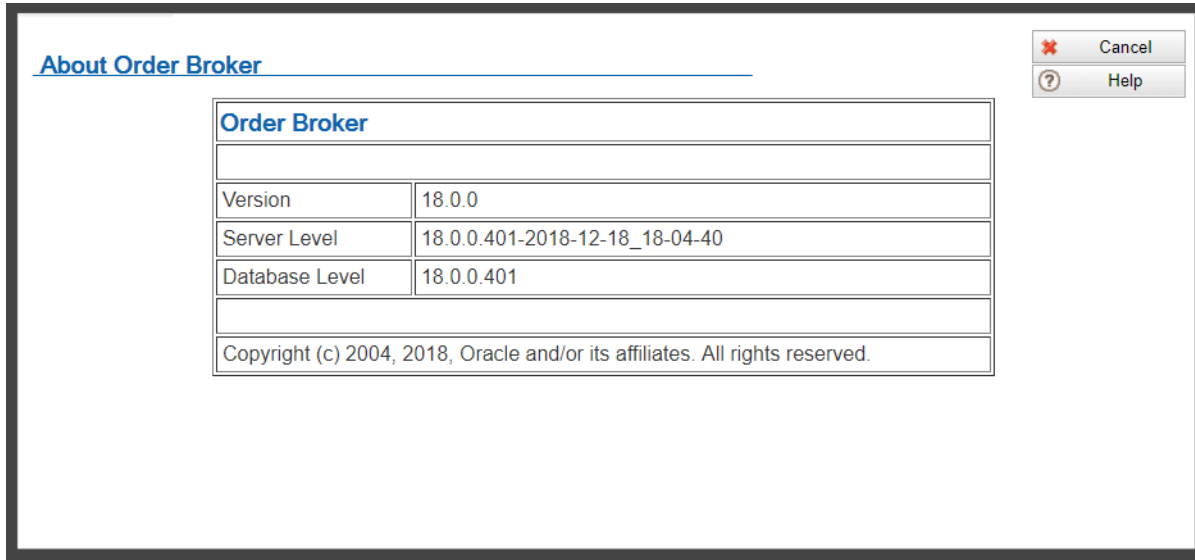 About Order Broker
Cancel
Help
Order Broker
Version 18.0.0
Server Level 18.0.0.401-2018-12-18_18-04-40
Database Level 18.0.0.401
Copyright (c) 2004, 2018, Oracle and/or its affiliates. All rights reserved.